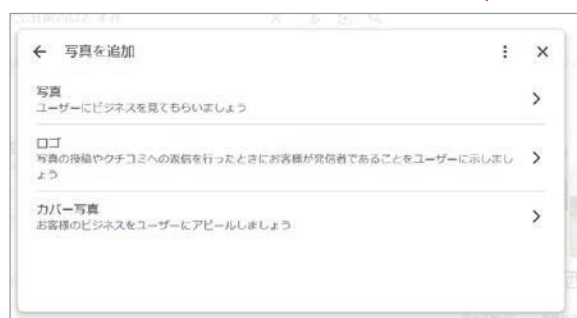 写真を追加
写真
ユーザーにビジネスを見てもらいましょう
ロゴ
写真の投稿やクチコミへの返信を行ったときにお客様が発信者であることをユーザーに示しまし
ょう
カバー写真
お客様のビジネスをユーザーにアピールしましょう